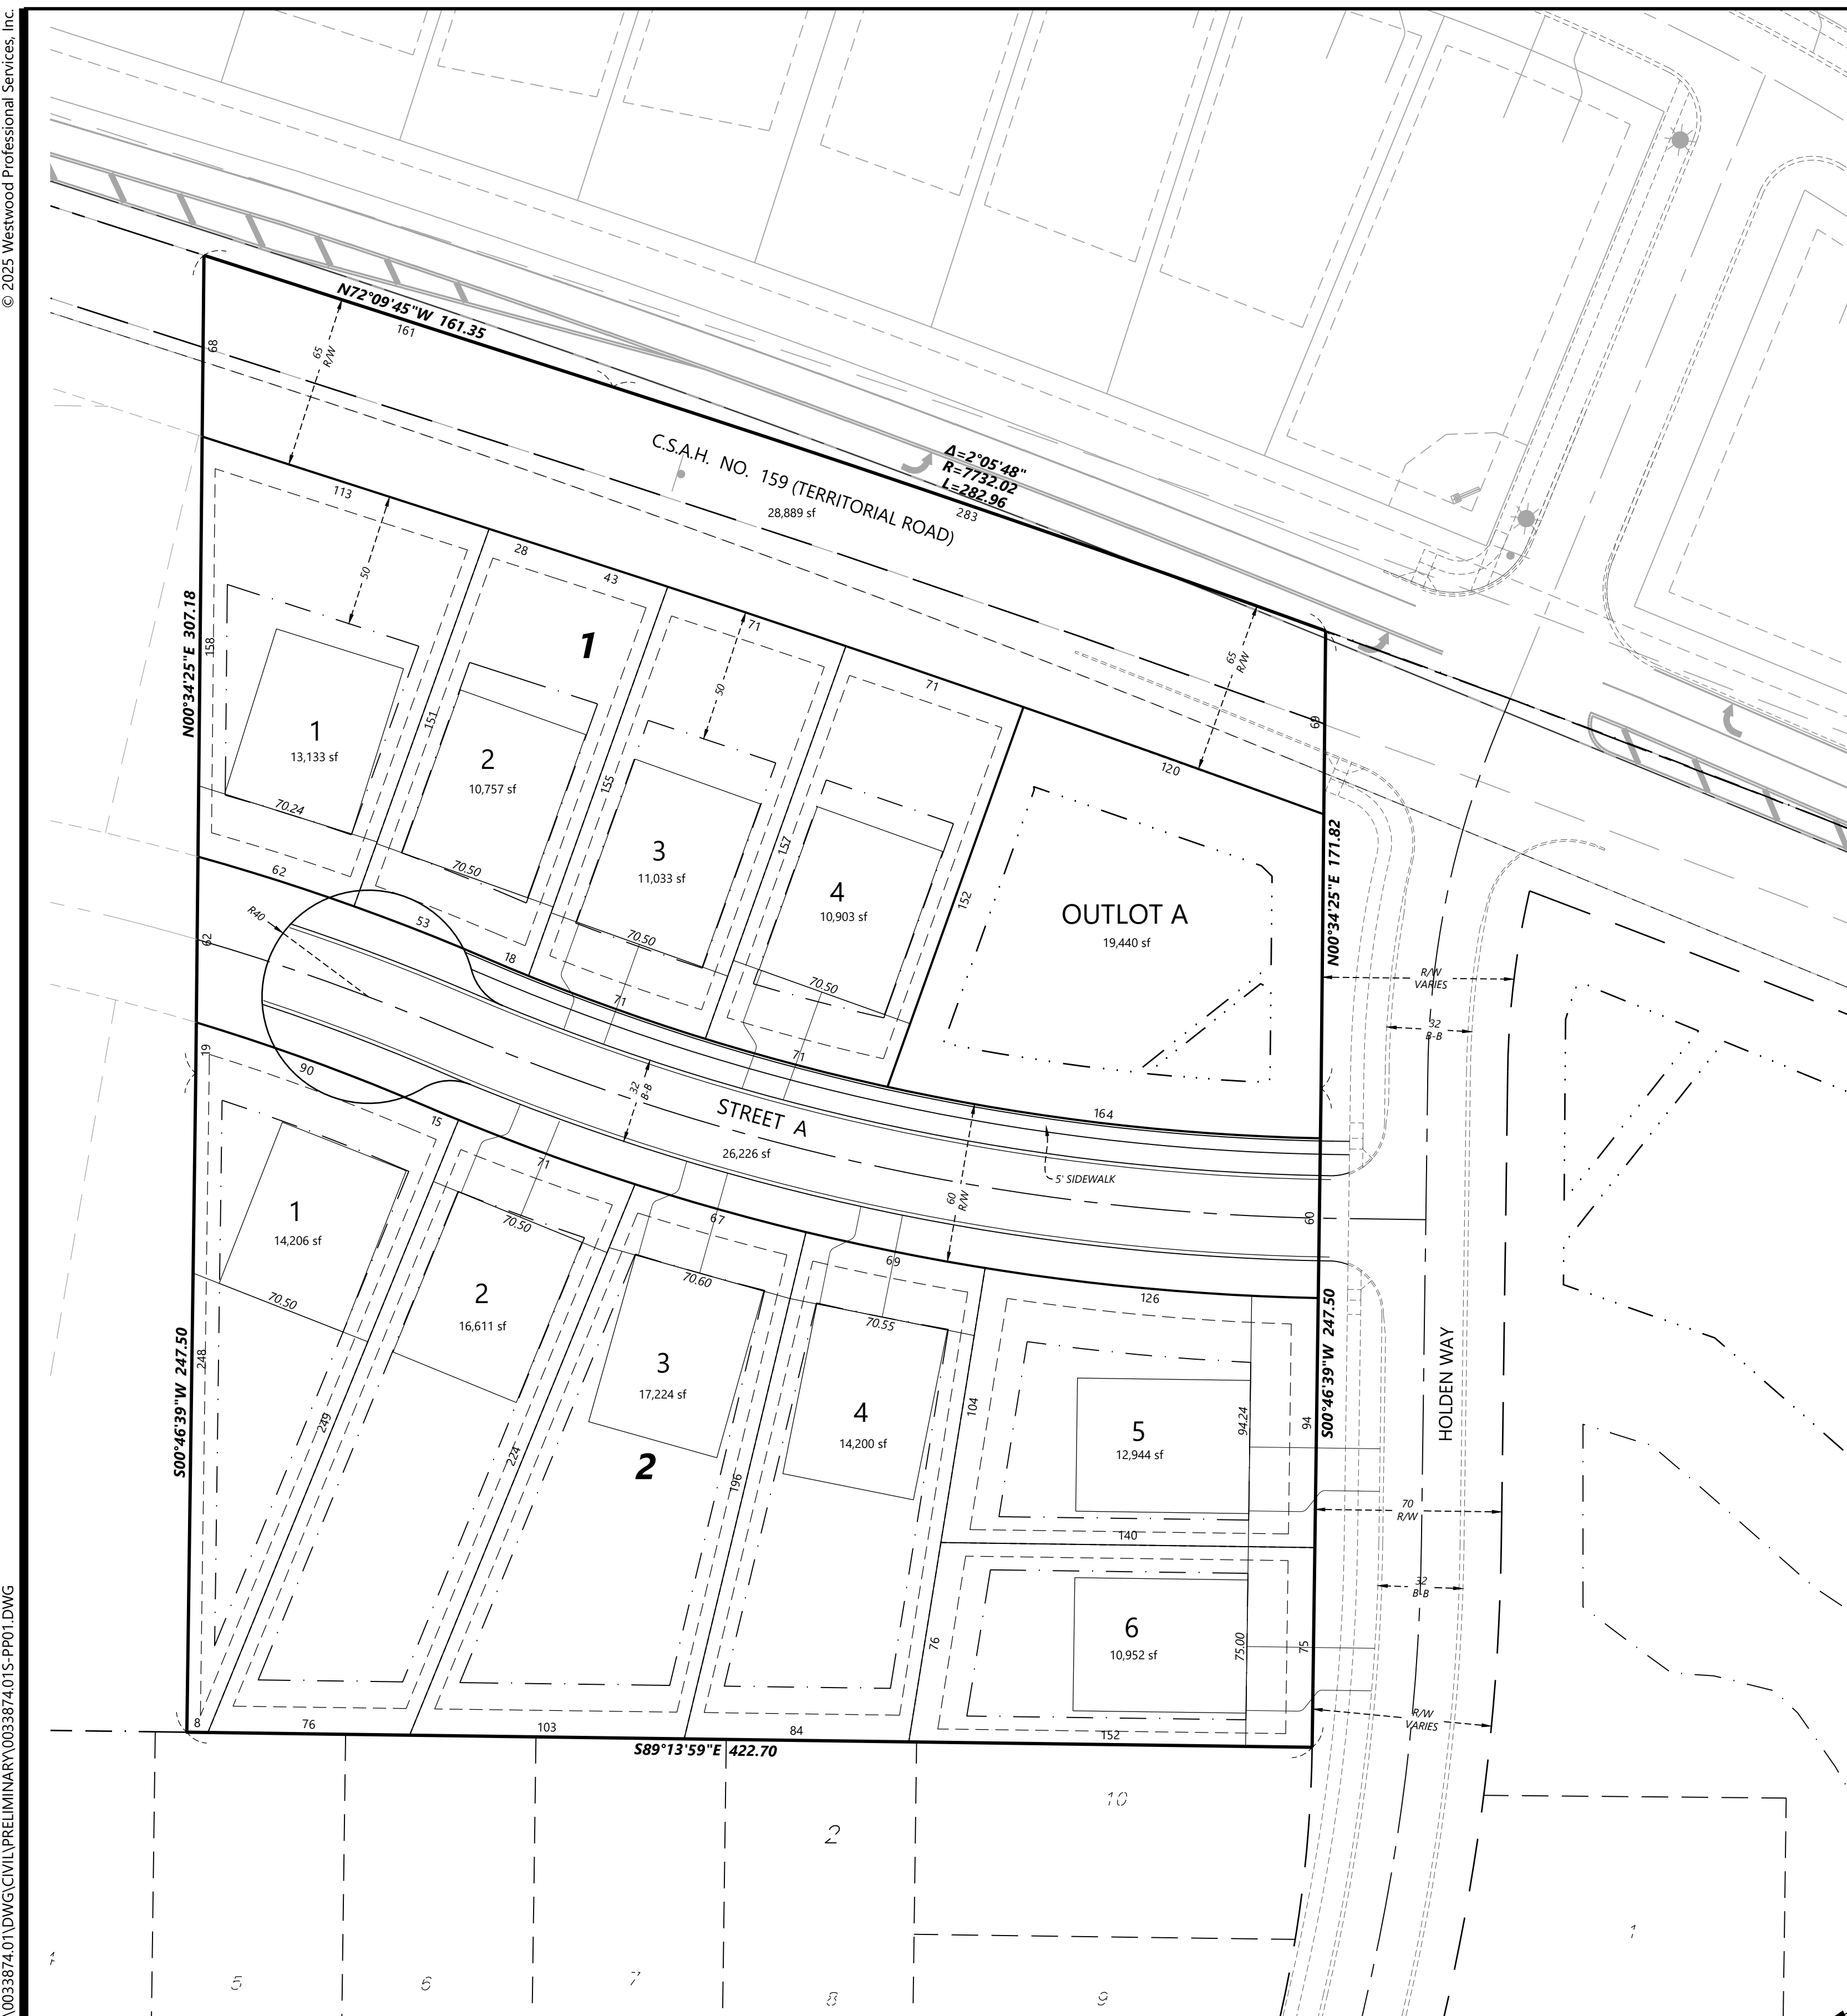 © 2025 Westwood Professional Services, Inc.
N72°09'45"W 161.35
161
65
R/W
68
C.S.A.H. NO. 159 (TERRITORIAL ROAD)
28,889 sf
Δ=2°05'48"
R=7732.02
L=282.96
283
113
50
28
43
1
71
50
71
65
R/W
69
120
N00°34'25"E 307.18
158
1
13,133 sf
70.24
151
2
10,757 sf
70.50
155
3
11,033 sf
70.50
157
4
10,903 sf
70.50
152
OUTLOT A
19,440 sf
N00°34'25"E 171.82
R/W
VARIES
32
B-B
62
R40
62
53
18
71
71
164
19
90
15
32
B-B
STREET A
26,226 sf
5' SIDEWALK
60
R/W
60
71
67
69
126
1
14,206 sf
70.50
248
S00°46'39"W 247.50
249
2
16,611 sf
70.50
224
3
17,224 sf
70.60
2
196
4
14,200 sf
70.55
104
5
12,944 sf
94.24
94
S00°46'39"W 247.50
HOLDEN WAY
70
R/W
140
32
B-B
6
10,952 sf
75.00
75
76
R/W
VARIES
8
76
103
84
152
S89°13'59"E 422.70
10
2
1
4
5
6
7
8
9
\0033874.01\DWG\CIVIL\PRELIMINARY\0033874.01S-PP01.DWG